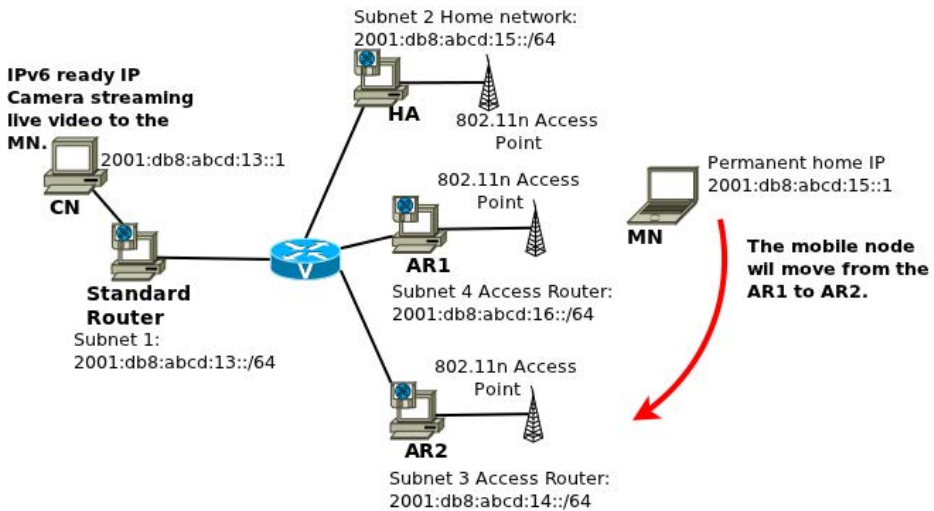 Subnet 2 Home network:
2001:db8:abcd:15::/64
IPv6 ready IP
Camera streaming
live video to the
MN.
HA
802.11n Access
Point
2001:db8:abcd:13::1
CN
802.11n Access
Point
Permanent home IP
2001:db8:abcd:15::1
MN
V
AR1
The mobile node
wil move from the
AR1 to AR2.
Standard
Router
Subnet 4 Access Router:
2001:db8:abcd:16::/64
Subnet 1:
2001:db8:abcd:13::/64
802.11n Access
Point
AR2
Subnet 3 Access Router:
2001:db8:abcd:14::/64